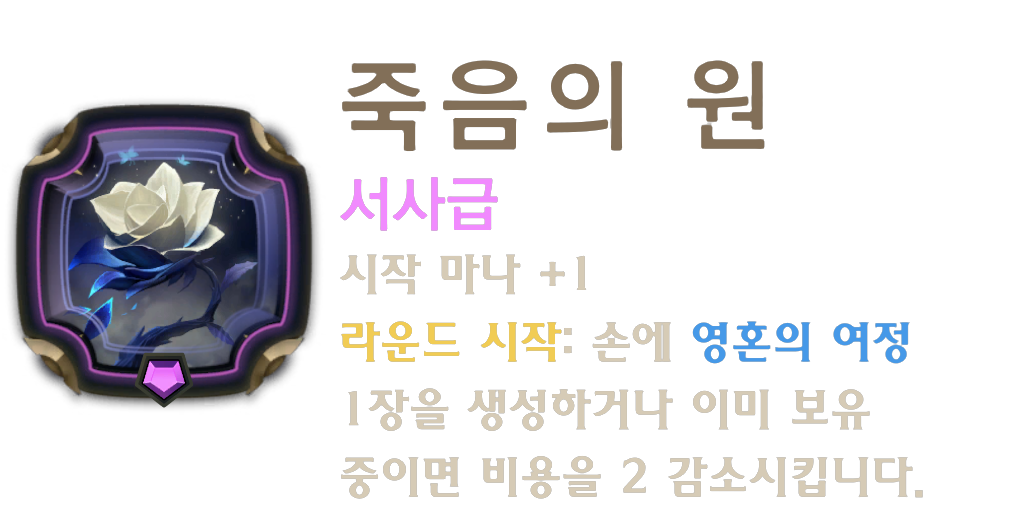 죽음의 원
서사급
시작 마나 +1
라운드 시작: 손에 영혼의 여정
1장을 생성하거나 이미 보유
중이면 비용을 2 감소시킵니다.